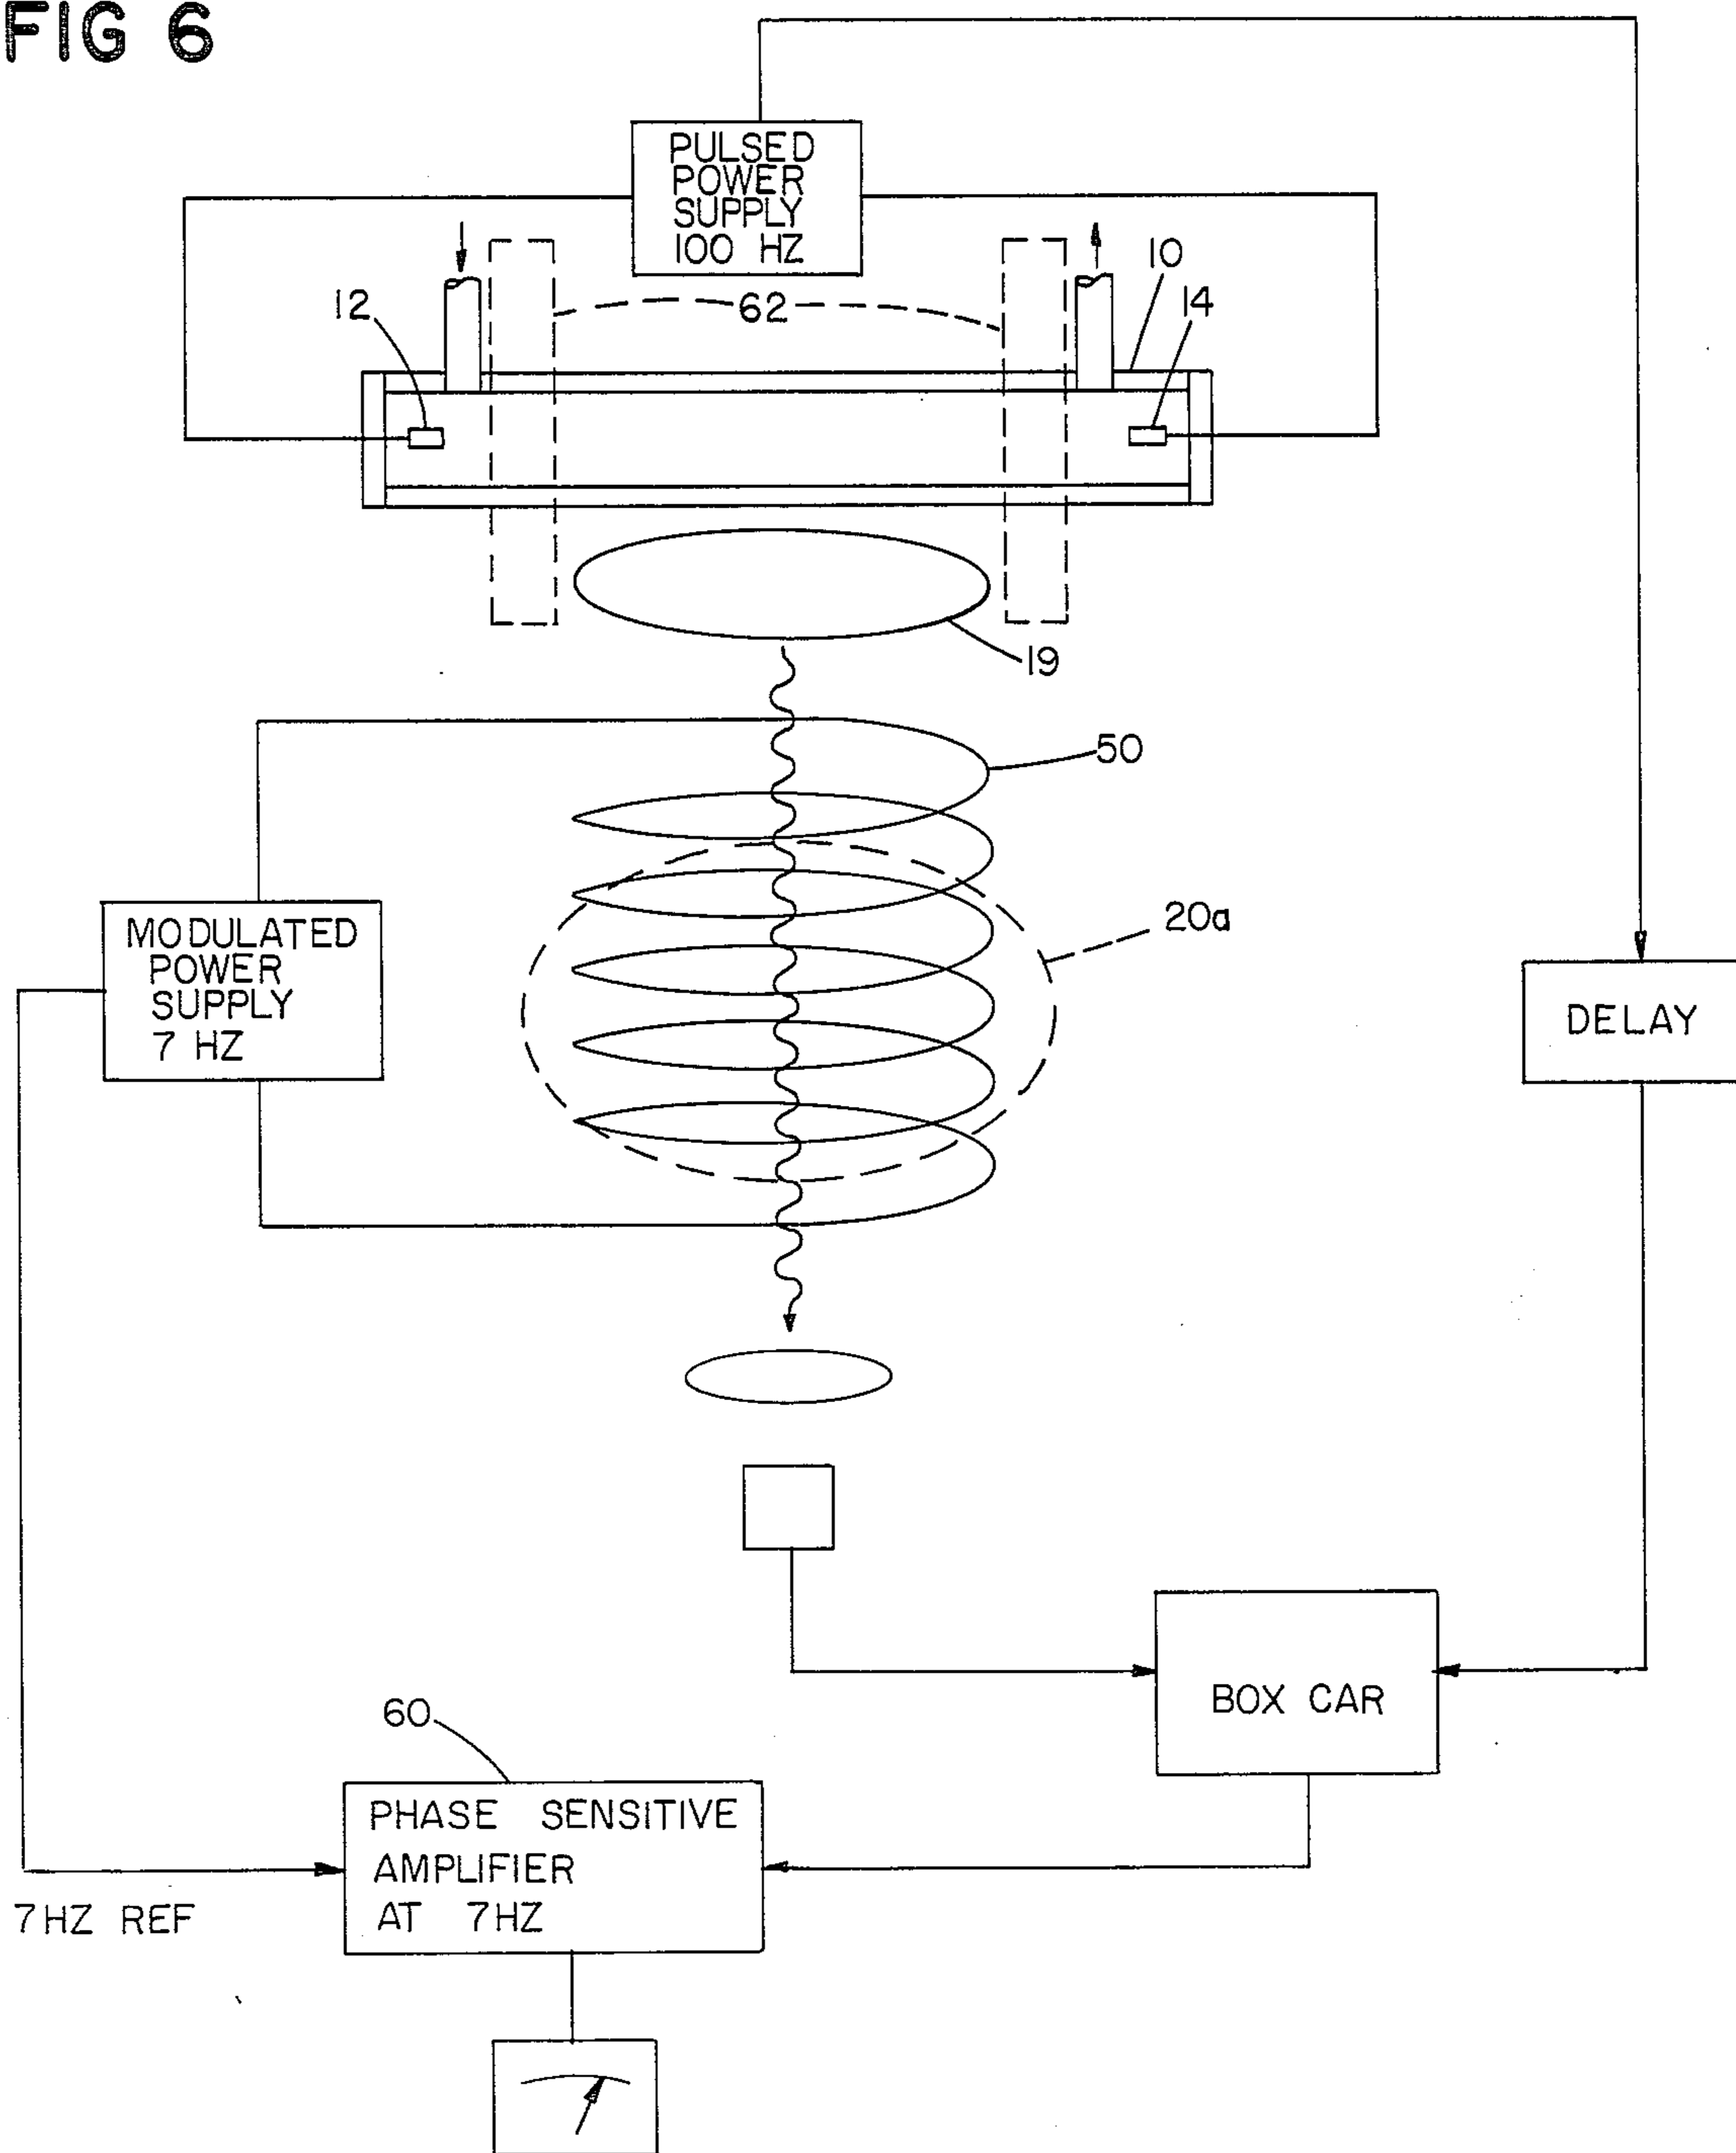 FIG 6
PULSED
POWER
SUPPLY
100 HZ
10
12
62
14
19
50
MODULATED
POWER
SUPPLY
7 HZ
20a
DELAY
BOX CAR
60
PHASE SENSITIVE
AMPLIFIER
AT 7HZ
7HZ REF